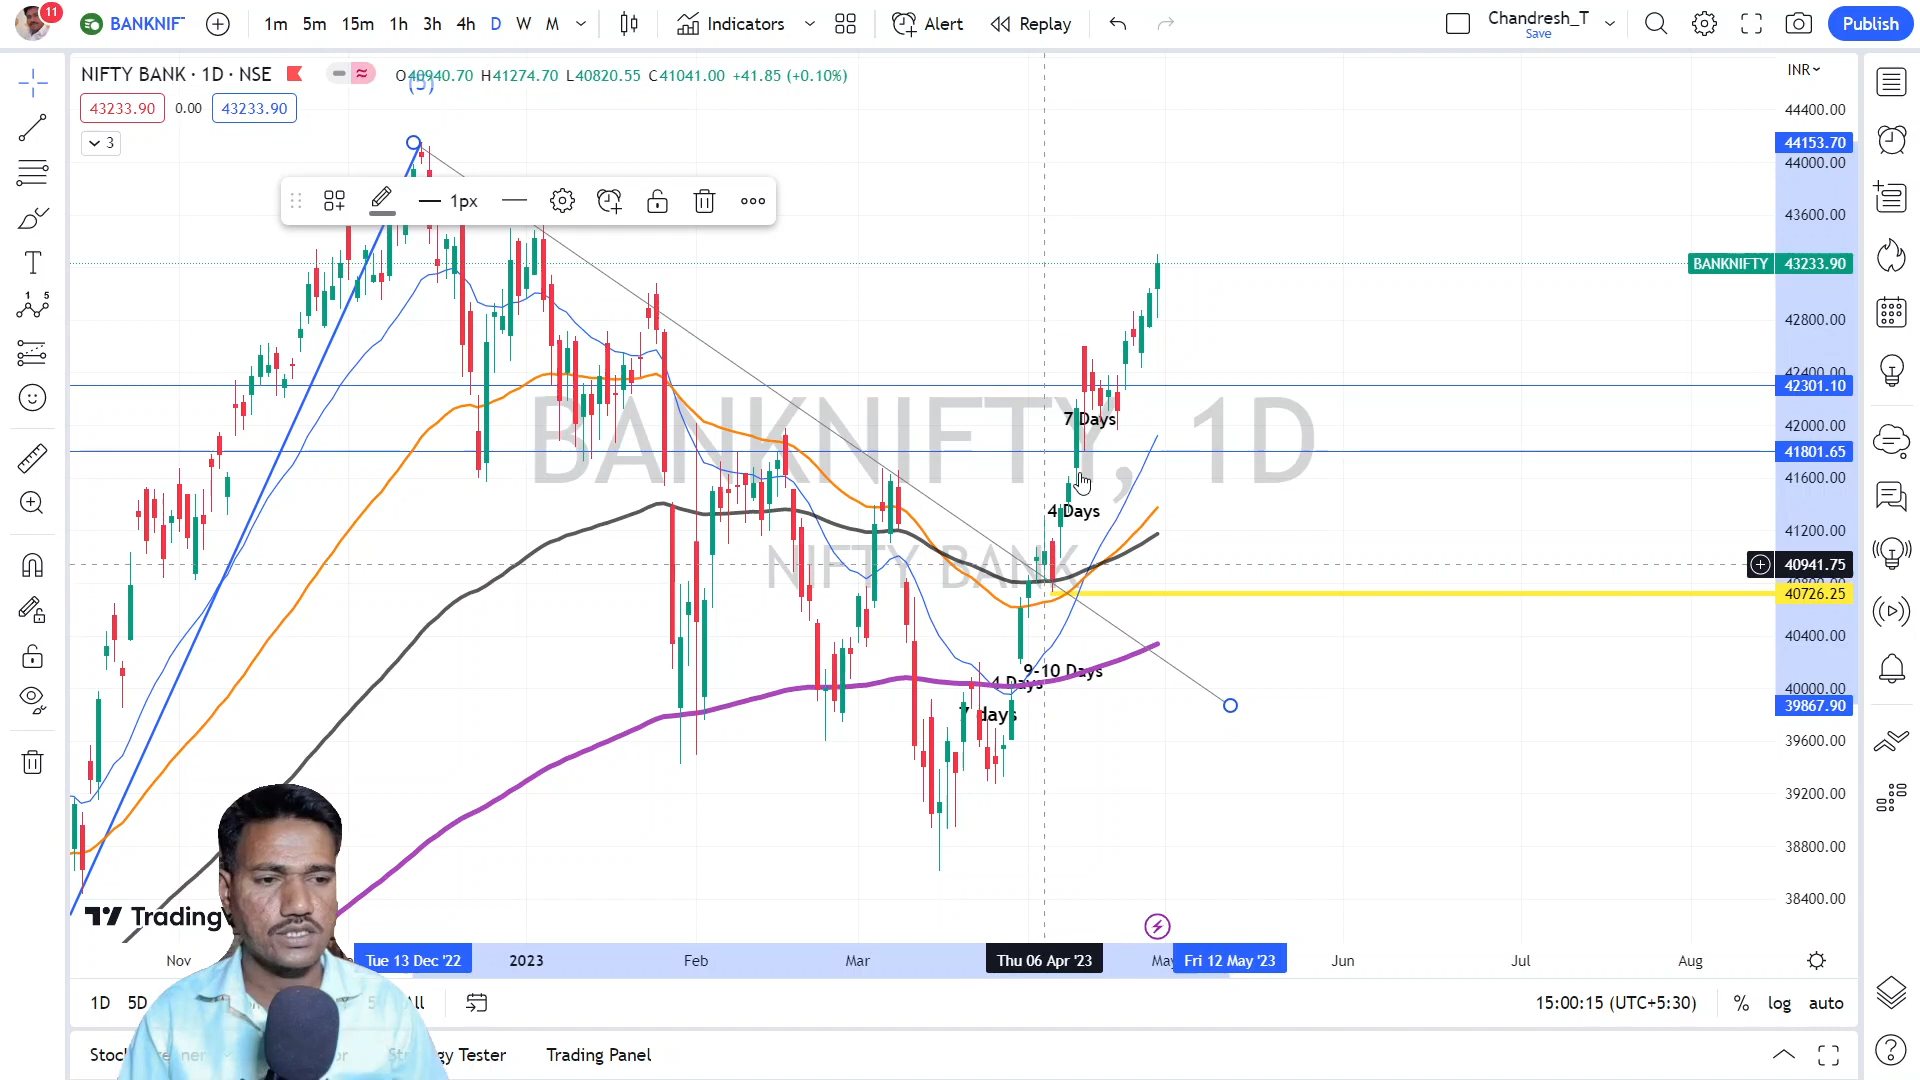 11
BANKNIF
1m 5m 15m 1h 3h 4h D W M
Indicators
Alert
Replay
Chandresh_T
Save
Publish
NIFTY BANK · 1D · NSE
O40940.70 H41274.70 L40820.55 C41041.00 +41.85 (+0.10%)
(5)
INR
43233.90 0.00 43233.90
3
1px
44400.00
44153.70
44000.00
43600.00
BANKNIFTY 43233.90
42800.00
42400.00
42301.10
42000.00
41801.65
41600.00
41200.00
40941.75
40726.25
40400.00
40000.00
39867.90
39600.00
39200.00
38800.00
38400.00
BANKNIFTY, 1D
NIFTY BANK
7 Days
4 Days
9-10 Days
4 Days
7 days
Nov
Tue 13 Dec '22
2023
Feb
Mar
Thu 06 Apr '23
May
Fri 12 May '23
Jun
Jul
Aug
1D 5D
15:00:15 (UTC+5:30)
% log auto
Trading Panel